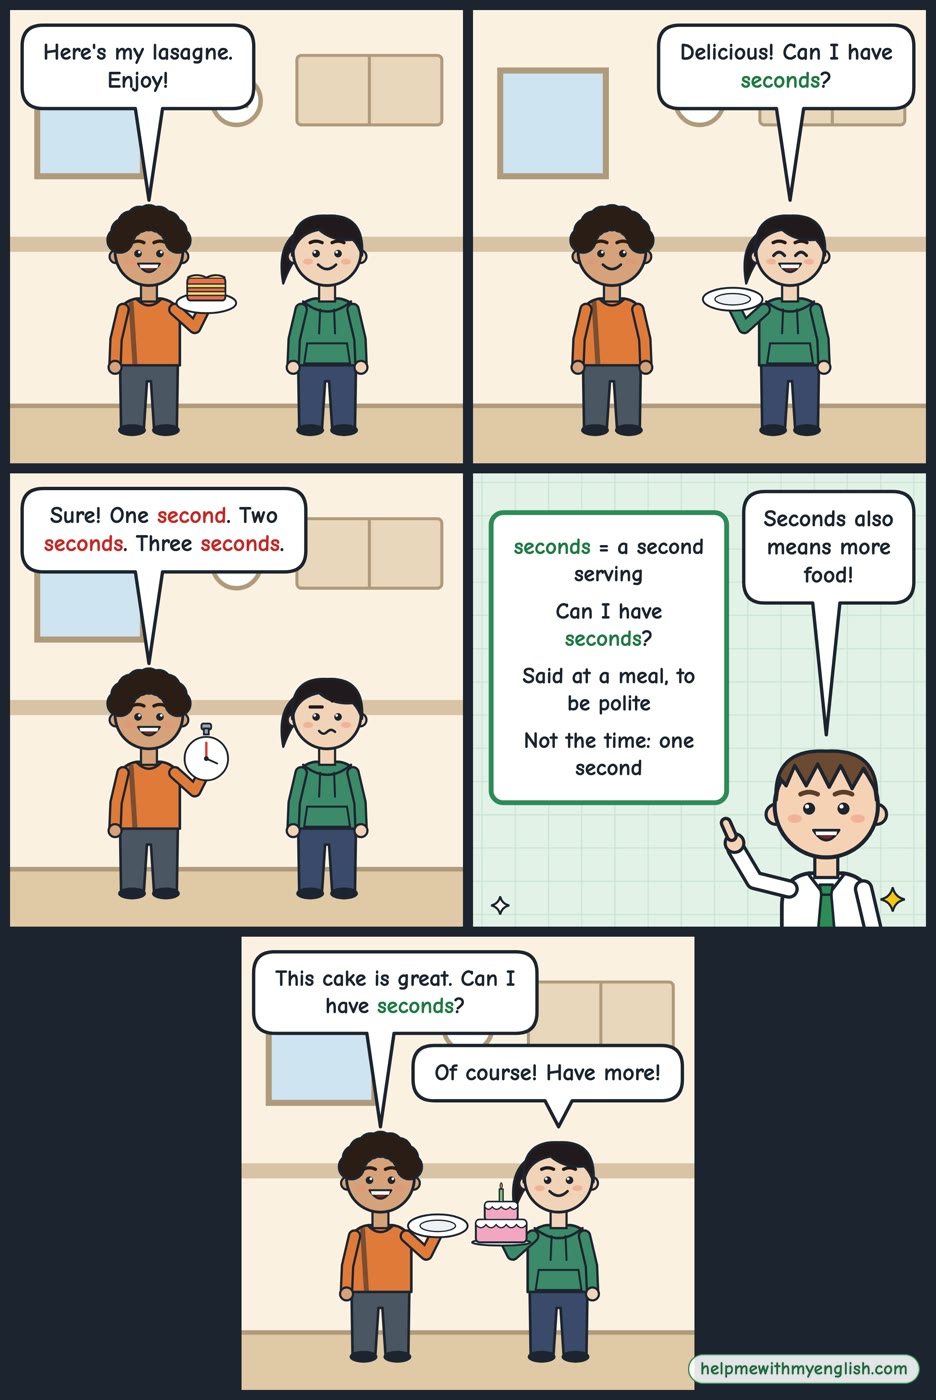 Here's my lasagne.
Enjoy!
Delicious! Can I have
seconds?
Sure! One second. Two
seconds. Three seconds.
seconds = a second
serving
Can I have
seconds?
Said at a meal, to
be polite
Not the time: one
second
Seconds also
means more
food!
This cake is great. Can I
have seconds?
Of course! Have more!
helpmewithmyenglish.com